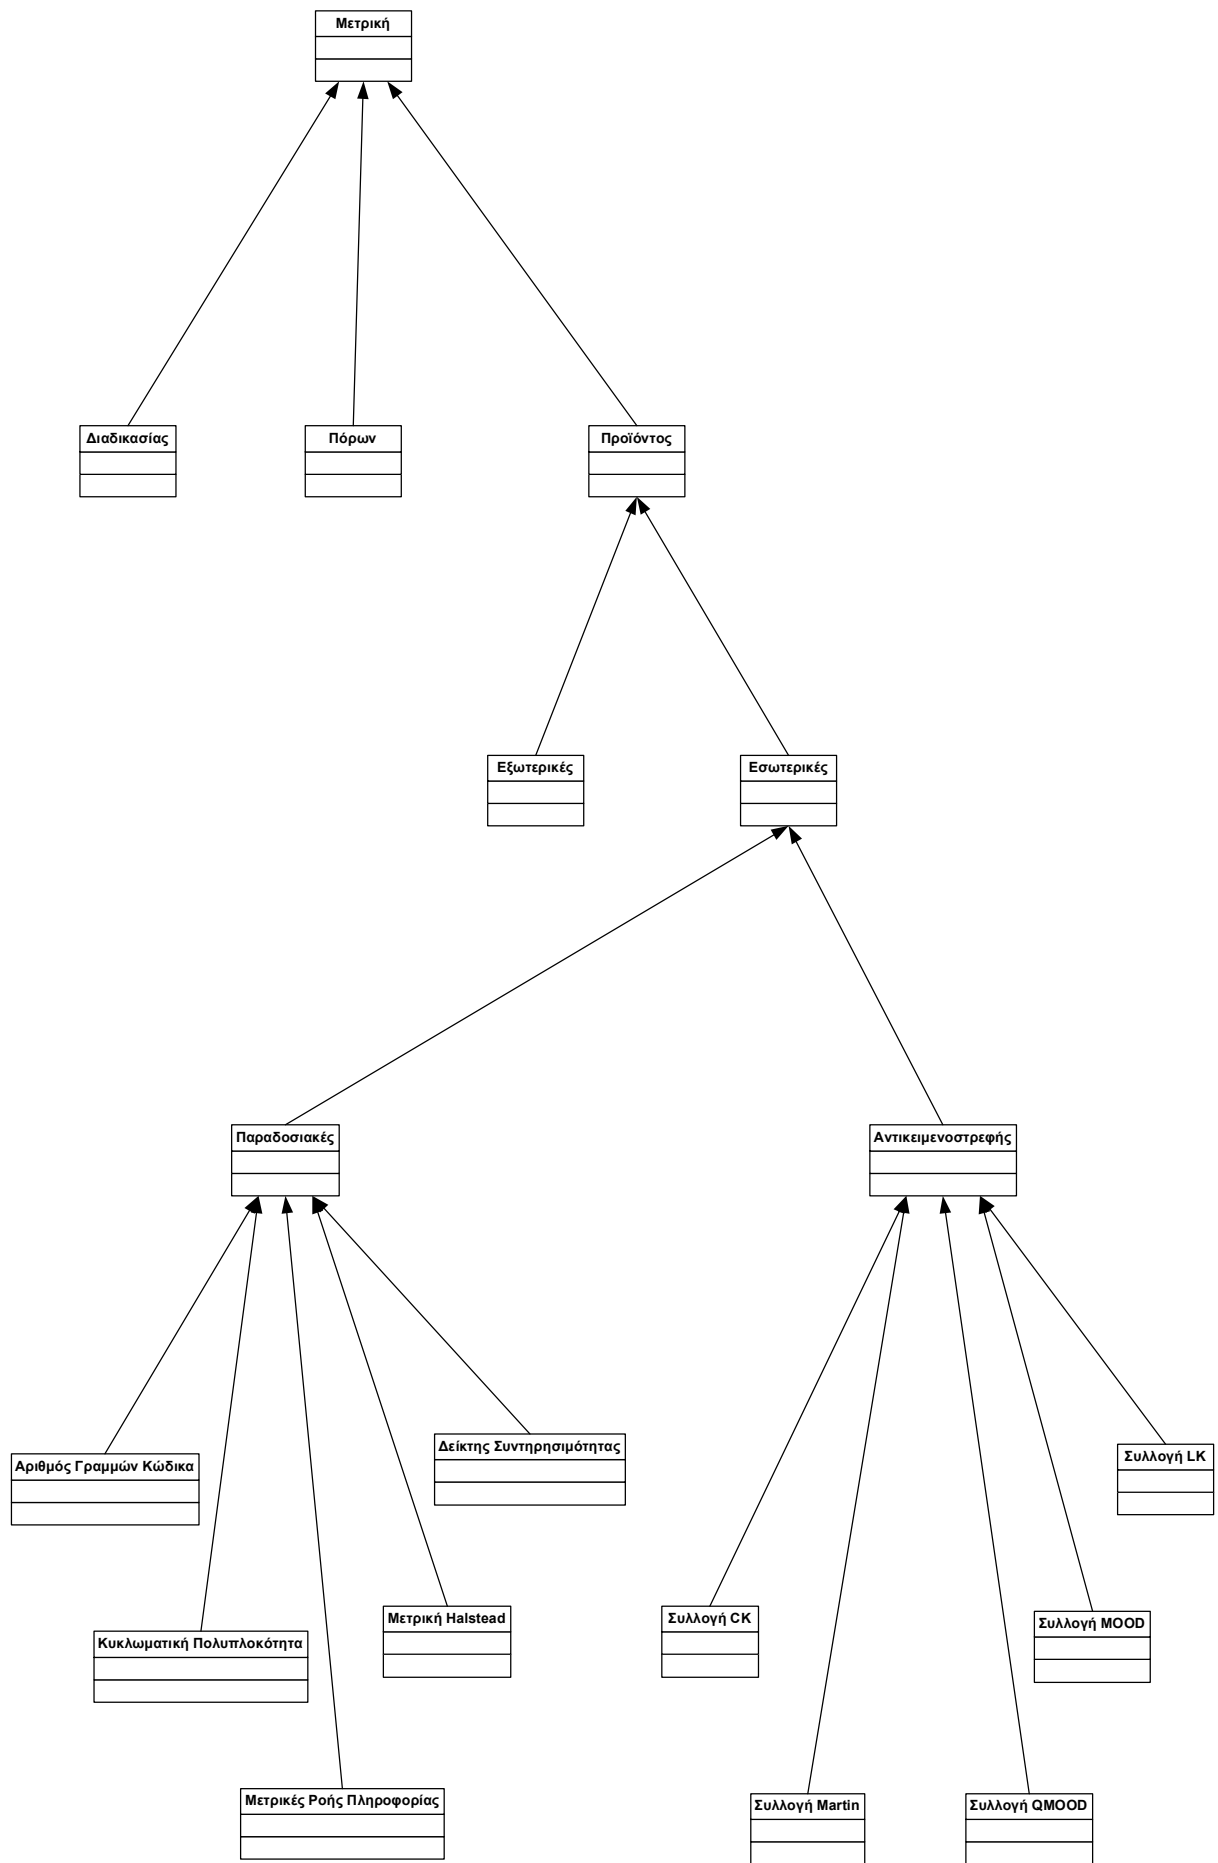 Μετρική
Διαδικασίας
Πόρων
Προϊόντος
Εξωτερικές
Εσωτερικές
Παραδοσιακές
Αντικειμενοστρεφής
Δείκτης Συντηρησιμότητας
Συλλογή LK
Αριθμός Γραμμών Κώδικα
Μετρική Halstead
Συλλογή CK
Συλλογή MOOD
Κυκλωματική Πολυπλοκότητα
Μετρικές Ροής Πληροφορίας
Συλλογή Martin
Συλλογή QMOOD